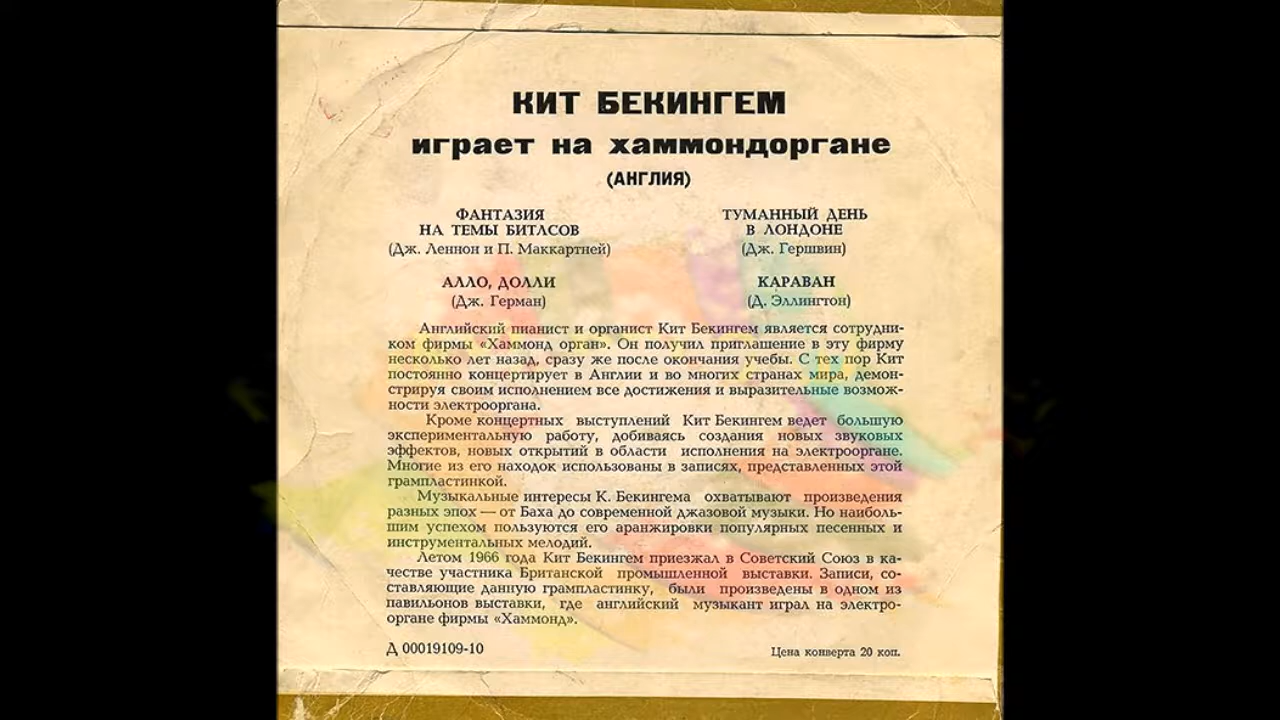 КИТ БЕКИНГЕМ
играет на хаммондоргане
(АНГЛИЯ)
ФАНТАЗИЯ
НА ТЕМЫ БИТЛСОВ
(Дж. Леннон и П. Маккартней)
АЛЛО, ДОЛЛИ
(Дж. Герман)
ТУМАННЫЙ ДЕНЬ
В ЛОНДОНЕ
(Дж. Гершвин)
КАРАВАН
(Д. Эллингтон)
Английский пианист и органист Кит Бекингем является сотрудни-
ком фирмы «Хаммонд орган». Он получил приглашение в эту фирму
несколько лет назад, сразу же после окончания учебы. С тех пор Кит
постоянно концертирует в Англии и во многих странах мира, демон-
стрируя своим исполнением все достижения и выразительные возмож-
ности электрооргана.
Кроме концертных выступлений Кит Бекингем ведет большую
экспериментальную работу, добиваясь создания новых звуковых
эффектов, новых открытий в области исполнения на электрооргане.
Многие из его находок использованы в записях, представленных этой
грампластинкой.
Музыкальные интересы К. Бекингема охватывают произведения
разных эпох — от Баха до современной джазовой музыки. Но наиболь-
шим успехом пользуются его аранжировки популярных песенных и
инструментальных мелодий.
Летом 1966 года Кит Бекингем приезжал в Советский Союз в ка-
честве участника Британской промышленной выставки. Записи, со-
ставляющие данную грампластинку, были произведены в одном из
павильонов выставки, где английский музыкант играл на электро-
органе фирмы «Хаммонд».
Д 00019109-10
Цена конверта 20 коп.